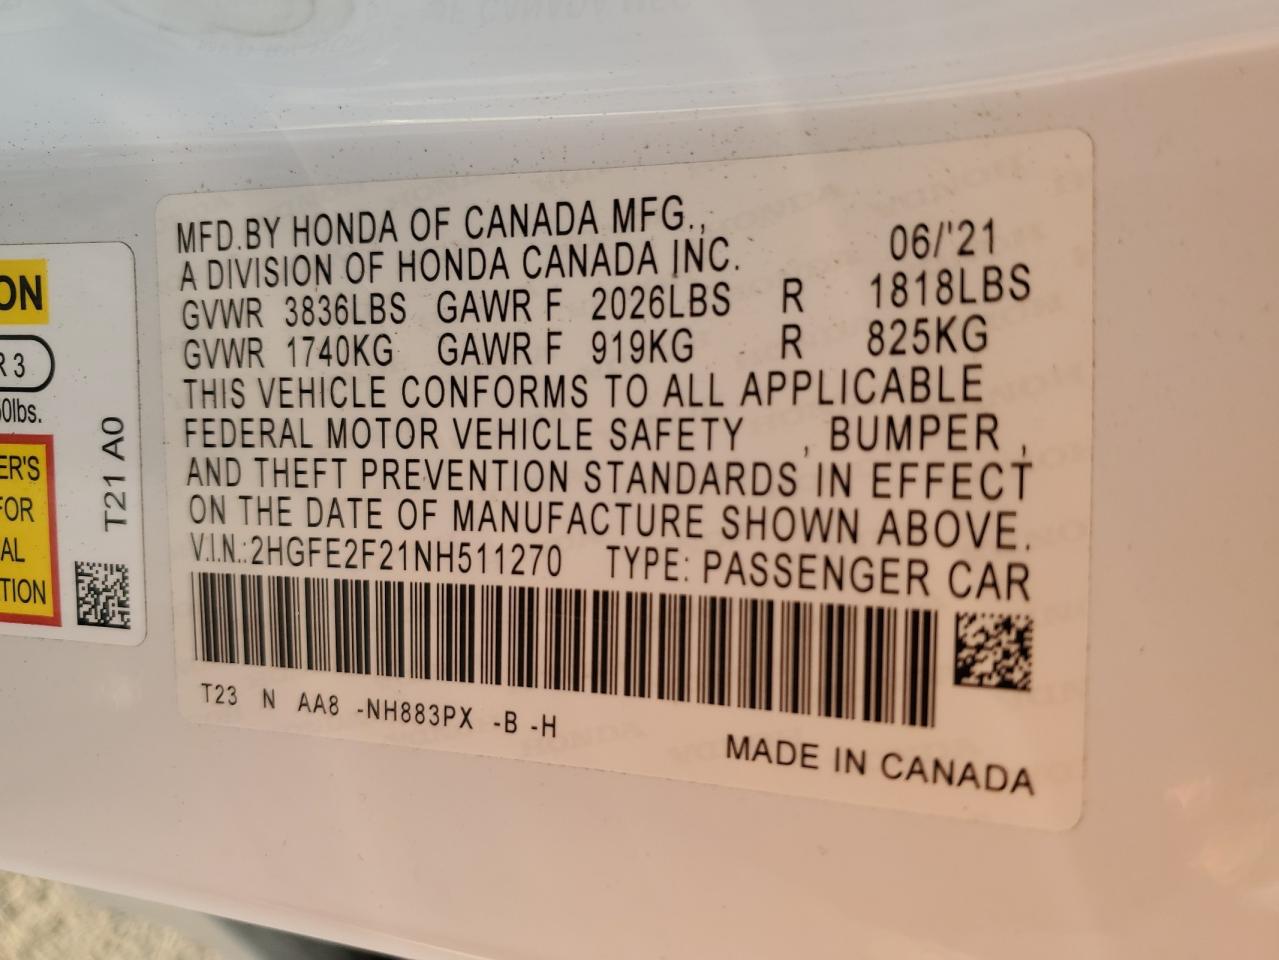 MFD.BY HONDA OF CANADA MFG.,
A DIVISION OF HONDA CANADA INC. 06/'21
GVWR 3836LBS GAWR F 2026LBS R 1818LBS
GVWR 1740KG GAWR F 919KG R 825KG
THIS VEHICLE CONFORMS TO ALL APPLICABLE
FEDERAL MOTOR VEHICLE SAFETY , BUMPER ,
AND THEFT PREVENTION STANDARDS IN EFFECT
ON THE DATE OF MANUFACTURE SHOWN ABOVE.
V.I.N.:2HGFE2F21NH511270 TYPE: PASSENGER CAR
T23 N AA8 -NH883PX -B -H
MADE IN CANADA
ON
R 3
0lbs.
ER'S
FOR
AL
TION
T21 A0